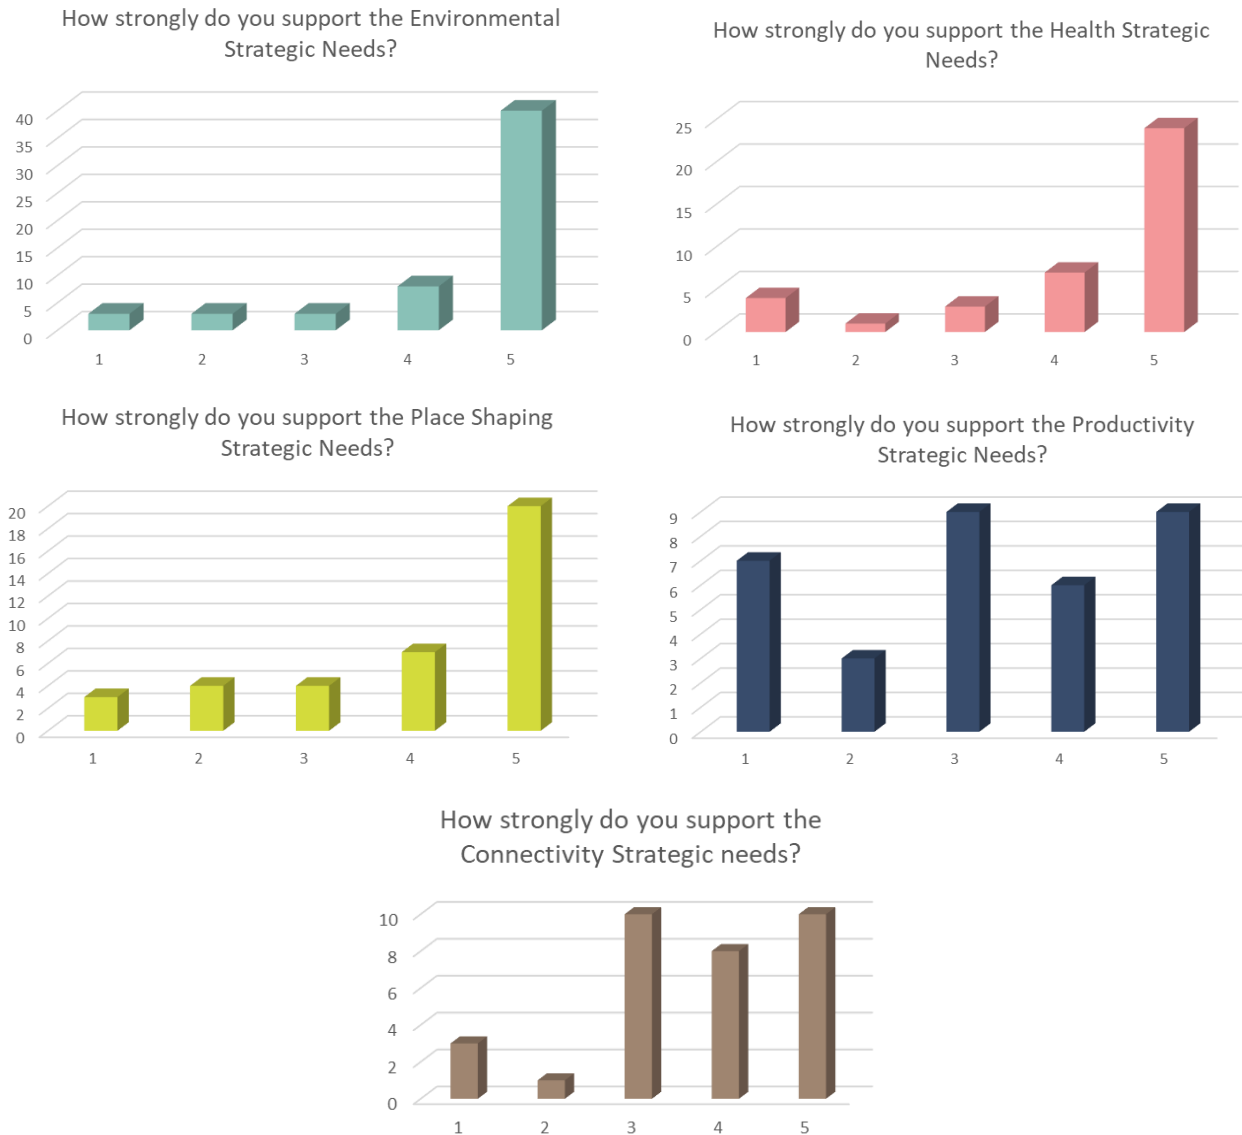 How strongly do you support the Environmental
Strategic Needs?
40
35
30
25
20
15
10
5
0
1 2 3 4 5
How strongly do you support the Health Strategic
Needs?
25
20
15
10
5
0
1 2 3 4 5
How strongly do you support the Place Shaping
Strategic Needs?
20
18
16
14
12
10
8
6
4
2
0
1 2 3 4 5
How strongly do you support the Productivity
Strategic Needs?
9
8
7
6
5
4
3
2
1
0
1 2 3 4 5
How strongly do you support the
Connectivity Strategic needs?
10
8
6
4
2
0
1 2 3 4 5